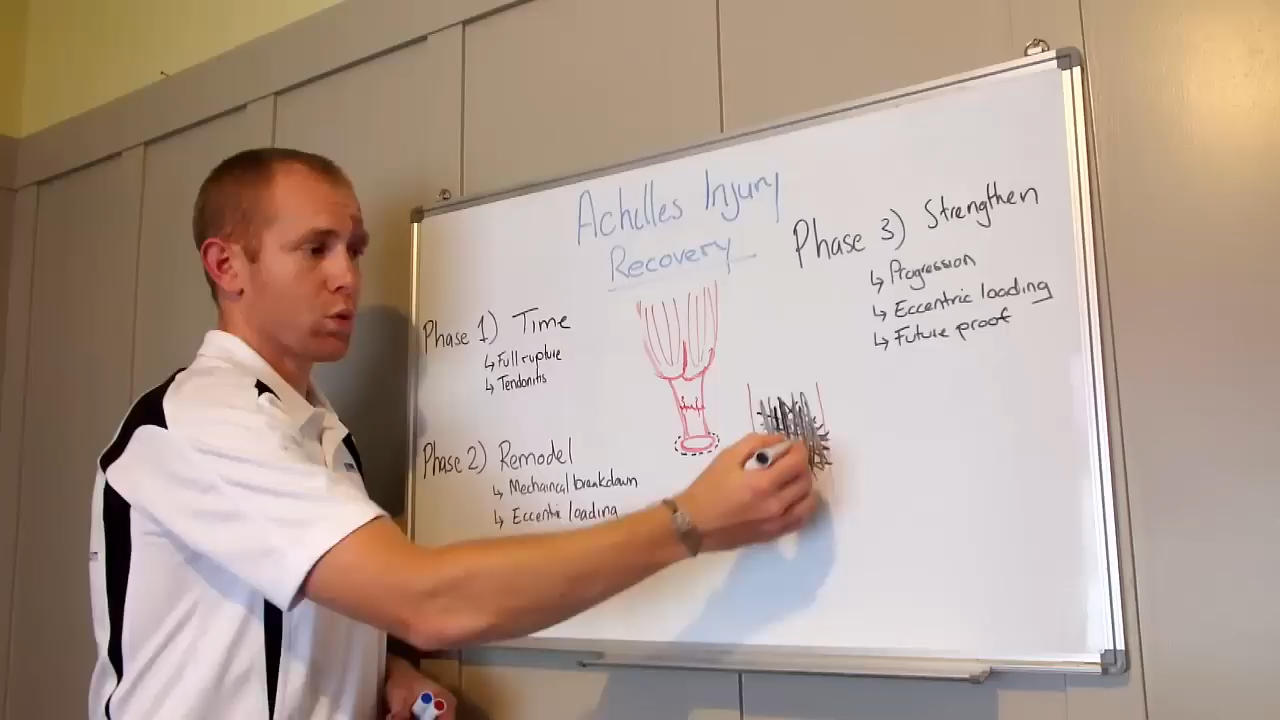 Achilles Injury
Recovery
Phase 1) Time
↳ Full rupture
↳ Tendonitis
Phase 2) Remodel
↳ Mechaincal breakdown
↳ Eccentric loading
Phase 3) Strengthen
↳ Progression
↳ Eccentric loading
↳ Future proof